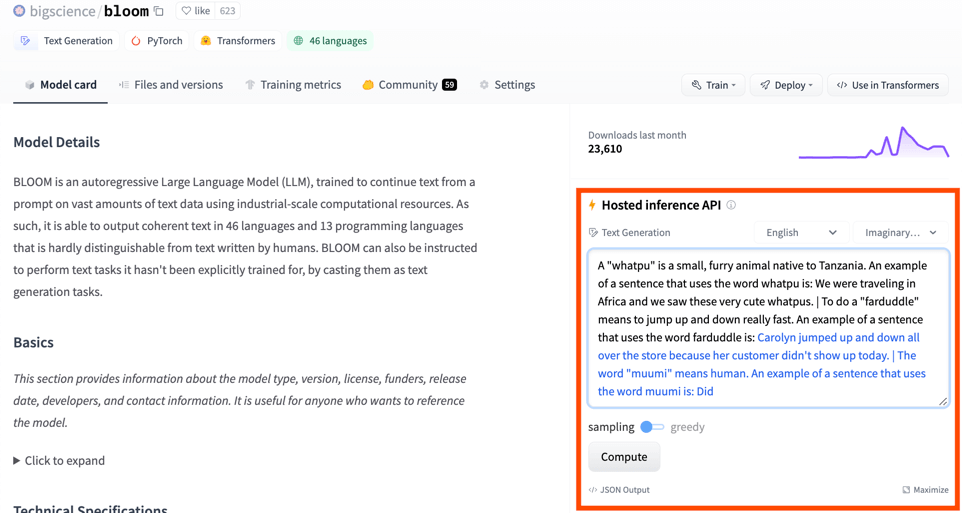 bigscience/bloom like 623
Text Generation PyTorch Transformers 46 languages
Model card Files and versions Training metrics Community 59 Settings Train Deploy Use in Transformers
Model Details
BLOOM is an autoregressive Large Language Model (LLM), trained to continue text from a
prompt on vast amounts of text data using industrial-scale computational resources. As
such, it is able to output coherent text in 46 languages and 13 programming languages
that is hardly distinguishable from text written by humans. BLOOM can also be instructed
to perform text tasks it hasn't been explicitly trained for, by casting them as text
generation tasks.
Basics
This section provides information about the model type, version, license, funders, release
date, developers, and contact information. It is useful for anyone who wants to reference
the model.
Click to expand
Technical Specifications
Downloads last month
23,610
Hosted inference API
Text Generation English Imaginary...
A "whatpu" is a small, furry animal native to Tanzania. An example
of a sentence that uses the word whatpu is: We were traveling in
Africa and we saw these very cute whatpus. | To do a "farduddle"
means to jump up and down really fast. An example of a sentence
that uses the word farduddle is: Carolyn jumped up and down all
over the store because her customer didn't show up today. | The
word "muumi" means human. An example of a sentence that uses
the word muumi is: Did
sampling greedy
Compute
JSON Output Maximize